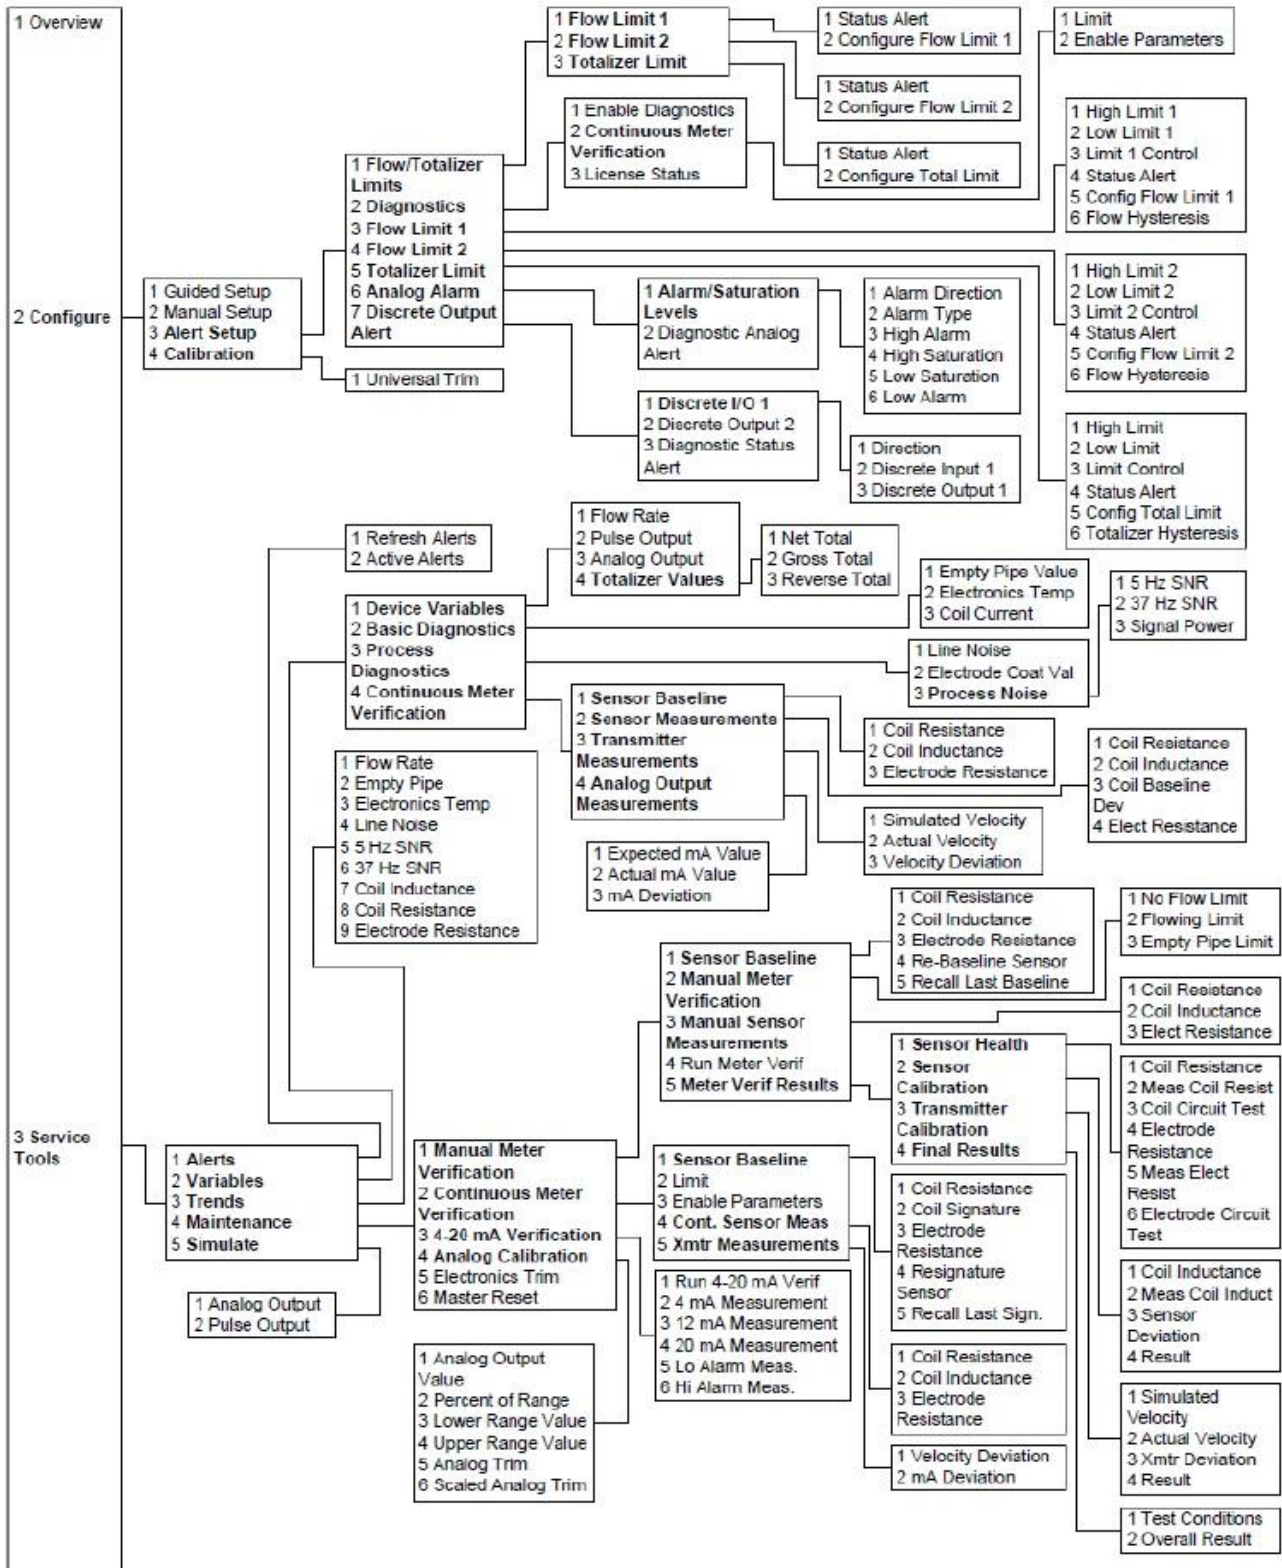 1 Overview
2 Configure
3 Service
Tools
1 Guided Setup
2 Manual Setup
3 Alert Setup
4 Calibration
1 Flow/Totalizer
Limits
2 Diagnostics
3 Flow Limit 1
4 Flow Limit 2
5 Totalizer Limit
6 Analog Alarm
7 Discrete Output
Alert
1 Universal Trim
1 Flow Limit 1
2 Flow Limit 2
3 Totalizer Limit
1 Enable Diagnostics
2 Continuous Meter
Verification
3 License Status
1 Status Alert
2 Configure Flow Limit 1
1 Status Alert
2 Configure Flow Limit 2
1 Status Alert
2 Configure Total Limit
1 Limit
2 Enable Parameters
1 High Limit 1
2 Low Limit 1
3 Limit 1 Control
4 Status Alert
5 Config Flow Limit 1
6 Flow Hysteresis
1 High Limit 2
2 Low Limit 2
3 Limit 2 Control
4 Status Alert
5 Config Flow Limit 2
6 Flow Hysteresis
1 High Limit
2 Low Limit
3 Limit Control
4 Status Alert
5 Config Total Limit
6 Totalizer Hysteresis
1 Alarm/Saturation
Levels
2 Diagnostic Analog
Alert
1 Alarm Direction
2 Alarm Type
3 High Alarm
4 High Saturation
5 Low Saturation
6 Low Alarm
1 Discrete I/O 1
2 Discrete Output 2
3 Diagnostic Status
Alert
1 Direction
2 Discrete Input 1
3 Discrete Output 1
1 Refresh Alerts
2 Active Alerts
1 Flow Rate
2 Pulse Output
3 Analog Output
4 Totalizer Values
1 Net Total
2 Gross Total
3 Reverse Total
1 Device Variables
2 Basic Diagnostics
3 Process
Diagnostics
4 Continuous Meter
Verification
1 Empty Pipe Value
2 Electronics Temp
3 Coil Current
1 5 Hz SNR
2 37 Hz SNR
3 Signal Power
1 Line Noise
2 Electrode Coat Val
3 Process Noise
1 Sensor Baseline
2 Sensor Measurements
3 Transmitter
Measurements
4 Analog Output
Measurements
1 Coil Resistance
2 Coil Inductance
3 Electrode Resistance
1 Coil Resistance
2 Coil Inductance
3 Coil Baseline
Dev
4 Elect Resistance
1 Simulated Velocity
2 Actual Velocity
3 Velocity Deviation
1 Expected mA Value
2 Actual mA Value
3 mA Deviation
1 Flow Rate
2 Empty Pipe
3 Electronics Temp
4 Line Noise
5 5 Hz SNR
6 37 Hz SNR
7 Coil Inductance
8 Coil Resistance
9 Electrode Resistance
1 Alerts
2 Variables
3 Trends
4 Maintenance
5 Simulate
1 Analog Output
2 Pulse Output
1 Manual Meter
Verification
2 Continuous Meter
Verification
3 4-20 mA Verification
4 Analog Calibration
5 Electronics Trim
6 Master Reset
1 Analog Output
Value
2 Percent of Range
3 Lower Range Value
4 Upper Range Value
5 Analog Trim
6 Scaled Analog Trim
1 Sensor Baseline
2 Manual Meter
Verification
3 Manual Sensor
Measurements
4 Run Meter Verif
5 Meter Verif Results
1 Coil Resistance
2 Coil Inductance
3 Electrode Resistance
4 Re-Baseline Sensor
5 Recall Last Baseline
1 No Flow Limit
2 Flowing Limit
3 Empty Pipe Limit
1 Coil Resistance
2 Coil Inductance
3 Elect Resistance
1 Sensor Health
2 Sensor
Calibration
3 Transmitter
Calibration
4 Final Results
1 Coil Resistance
2 Meas Coil Resist
3 Coil Circuit Test
4 Electrode
Resistance
5 Meas Elect
Resist
6 Electrode Circuit
Test
1 Coil Inductance
2 Meas Coil Induct
3 Sensor
Deviation
4 Result
1 Simulated
Velocity
2 Actual Velocity
3 Xmtr Deviation
4 Result
1 Test Conditions
2 Overall Result
1 Sensor Baseline
2 Limit
3 Enable Parameters
4 Cont. Sensor Meas
5 Xmtr Measurements
1 Coil Resistance
2 Coil Signature
3 Electrode
Resistance
4 Resignature
Sensor
5 Recall Last Sign.
1 Coil Resistance
2 Coil Inductance
3 Electrode
Resistance
1 Velocity Deviation
2 mA Deviation
1 Run 4-20 mA Verif
2 4 mA Measurement
3 12 mA Measurement
4 20 mA Measurement
5 Lo Alarm Meas.
6 Hi Alarm Meas.